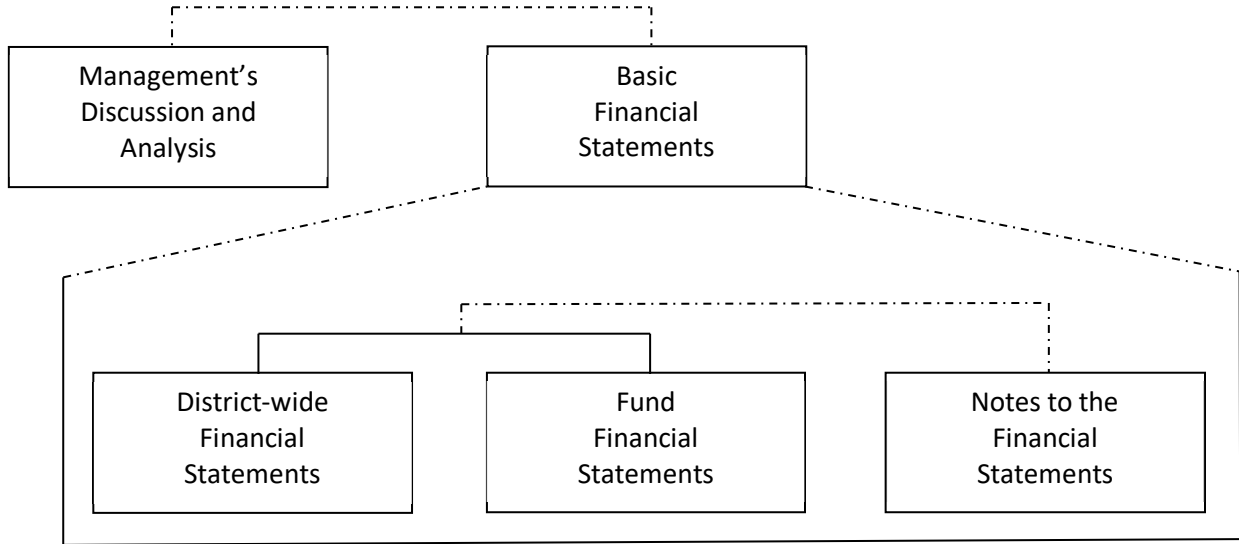 Management’s
Discussion and
Analysis
Basic
Financial
Statements
District-wide
Financial
Statements
Fund
Financial
Statements
Notes to the
Financial
Statements